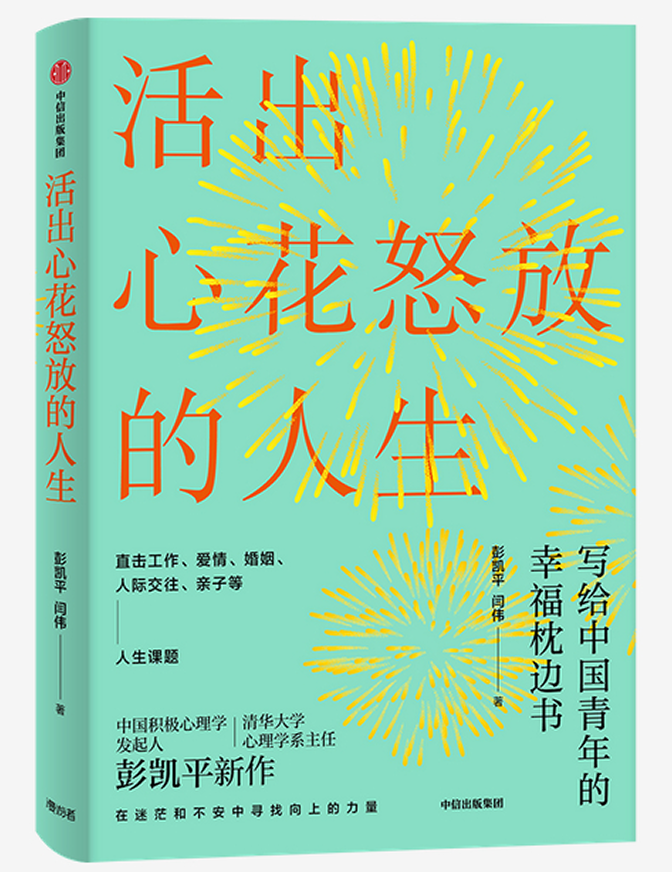 中信出版集团
活出心花怒放的人生
彭凯平 闫伟
著
湛庐文化
活出
心花怒放
的人生
直击工作、爱情、婚姻、
人际交往、亲子等
人生课题
写给中国青年的
幸福枕边书
彭凯平 闫伟
著
中国积极心理学
发起人
清华大学
心理学系主任
彭凯平新作
在迷茫和不安中寻找向上的力量
中信出版集团